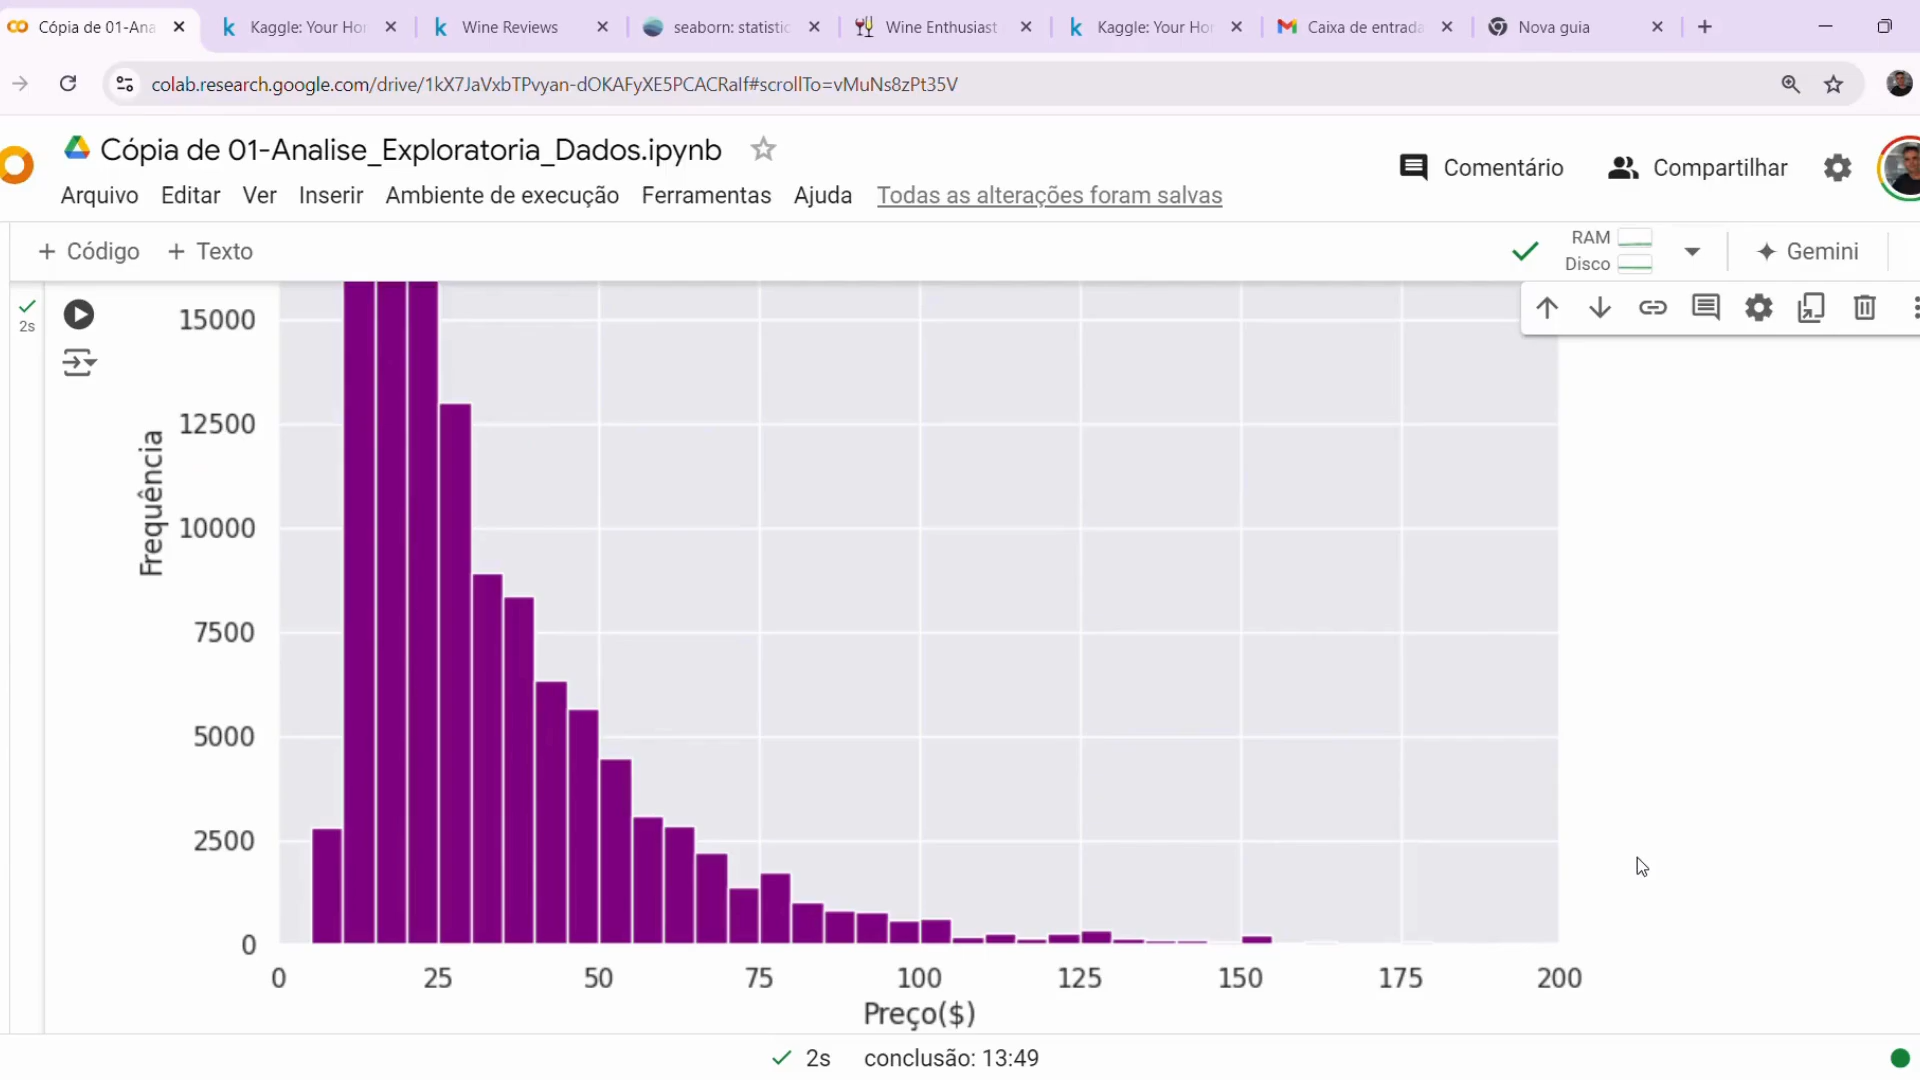 Cópia de 01-Ana
Kaggle: Your Ho
Wine Reviews
seaborn: statistic
Wine Enthusiast
Kaggle: Your Ho
Caixa de entrada
Nova guia
colab.research.google.com/drive/1kX7JaVxbTPvyan-dOKAFyXE5PCACRaIf#scrollTo=vMuNs8zPt35V
Cópia de 01-Analise_Exploratoria_Dados.ipynb
Comentário
Compartilhar
Arquivo Editar Ver Inserir Ambiente de execução Ferramentas Ajuda Todas as alterações foram salvas
+ Código + Texto
RAM
Disco
Gemini
2s
15000
12500
10000
7500
5000
2500
0
Frequência
0 25 50 75 100 125 150 175 200
Preço($)
2s conclusão: 13:49